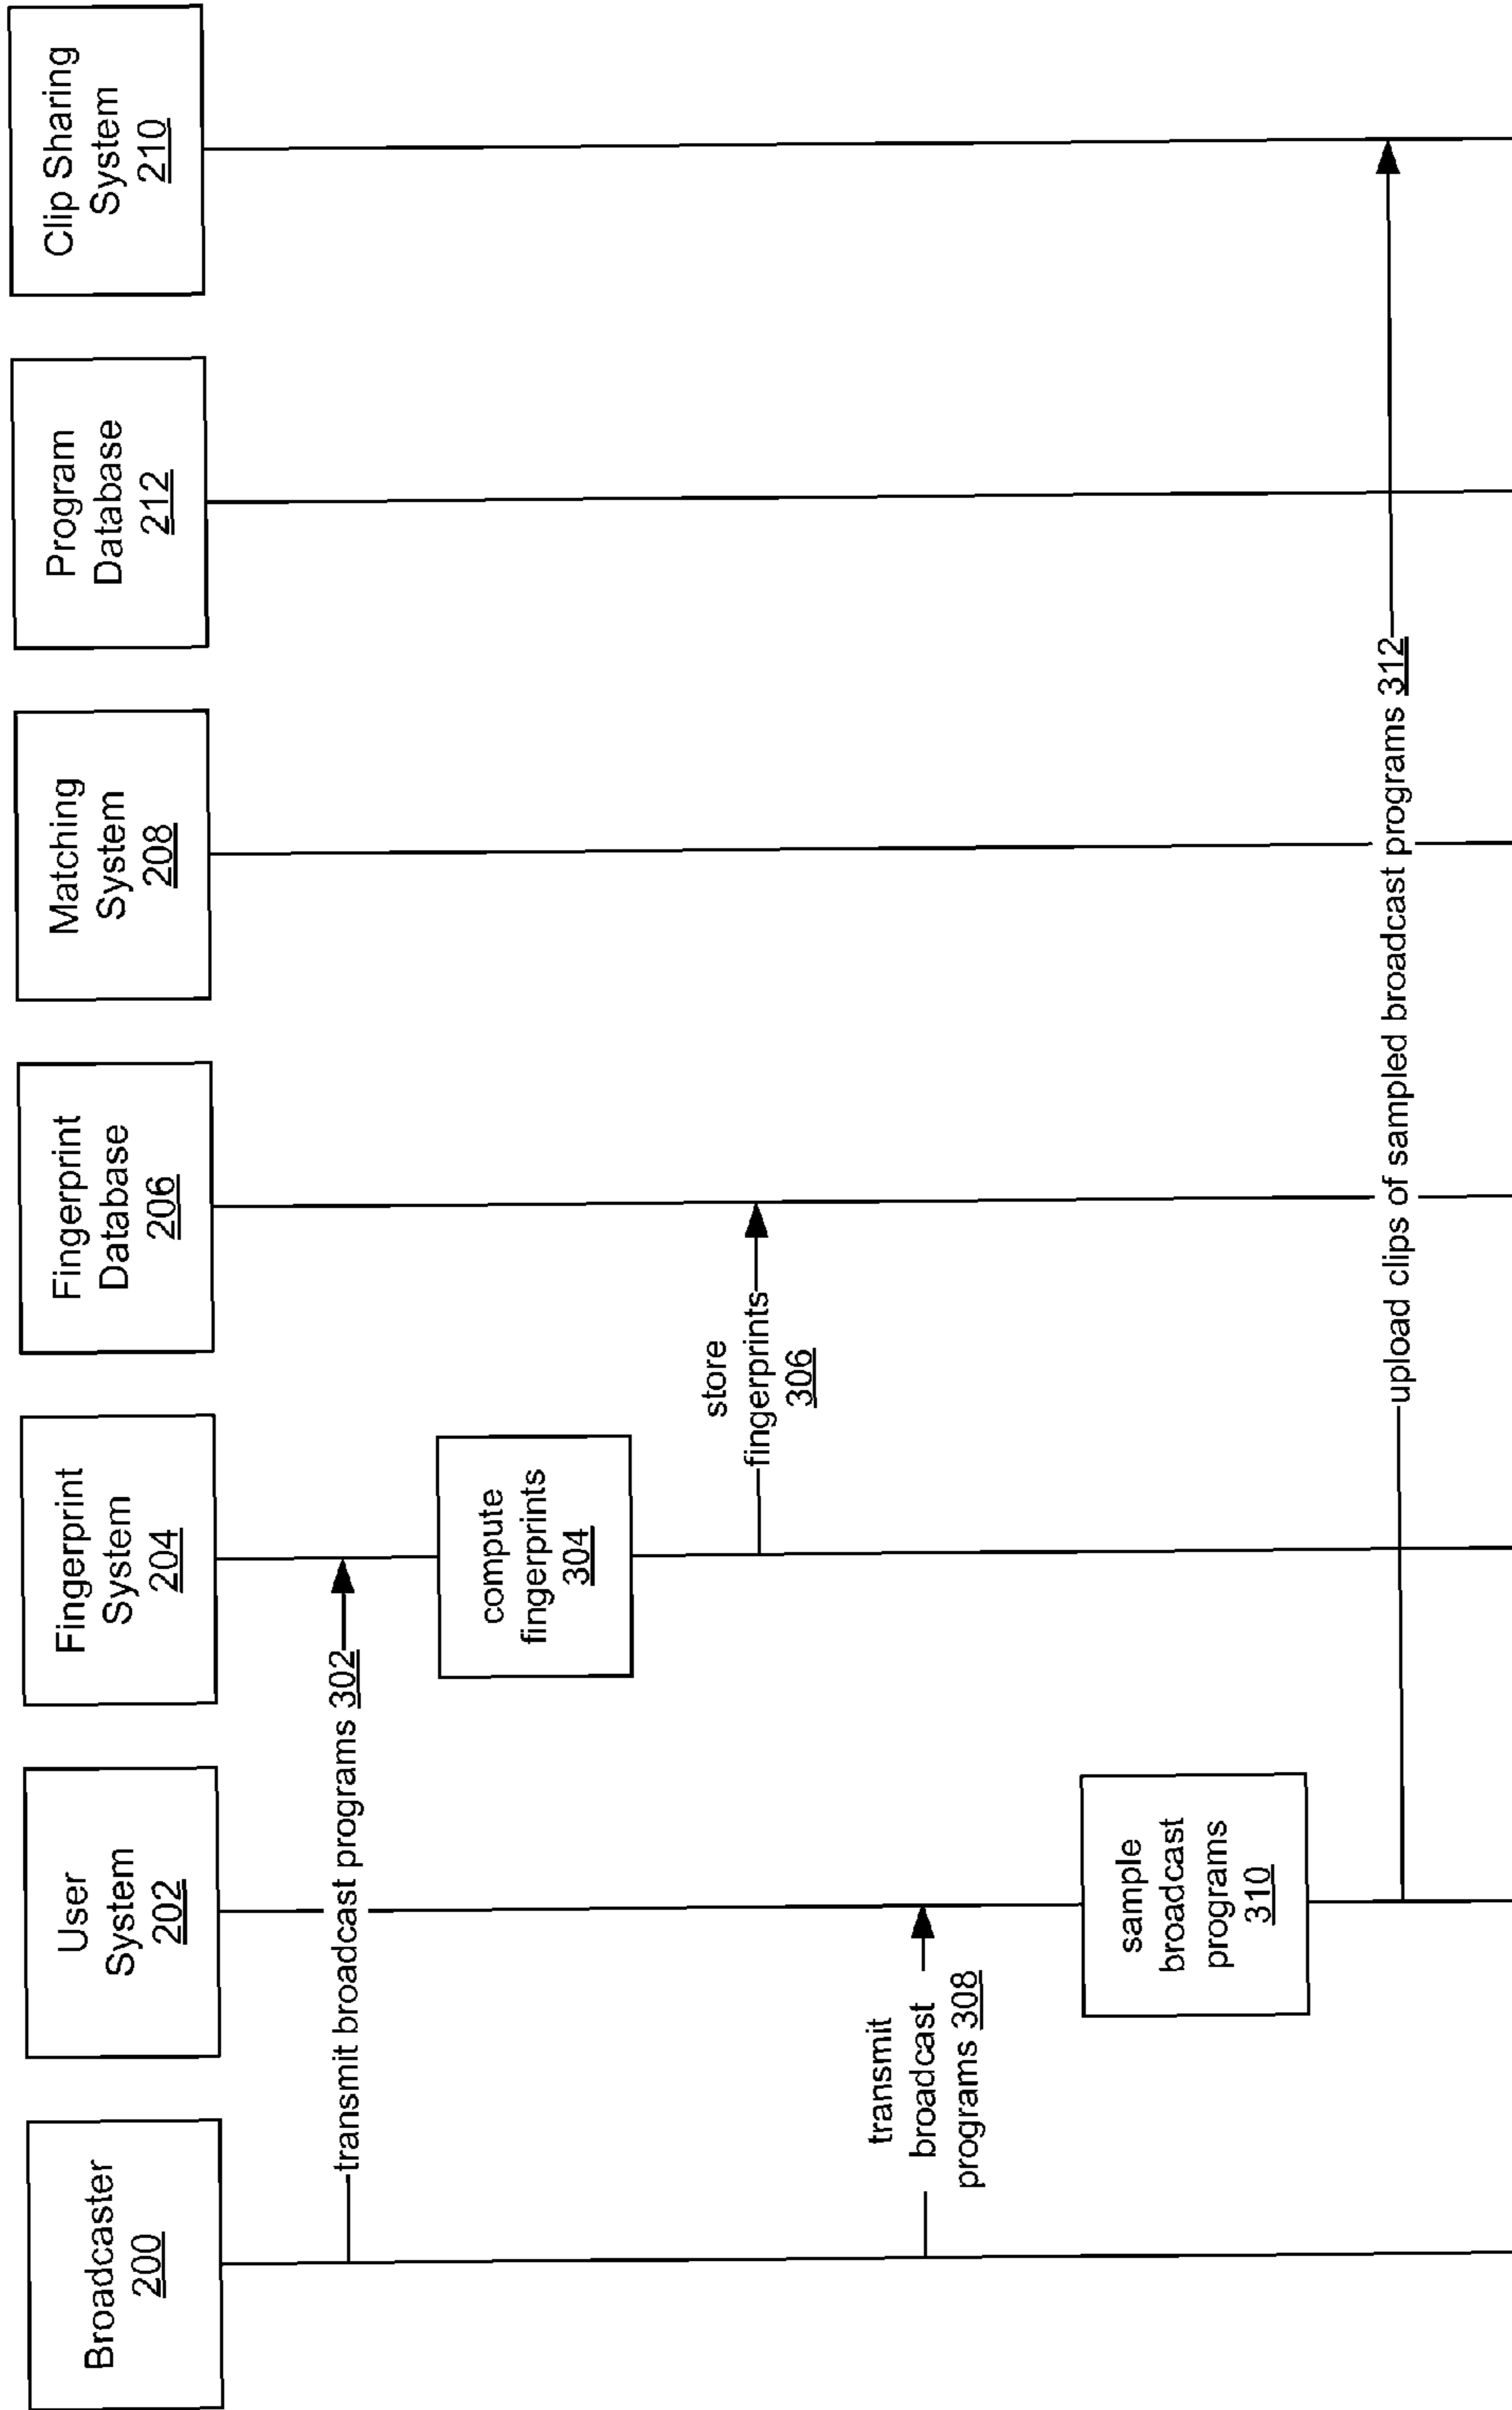 Broadcaster
200
User
System
202
Fingerprint
System
204
Fingerprint
Database
206
Matching
System
208
Program
Database
212
Clip Sharing
System
210
transmit broadcast programs 302
compute
fingerprints
304
store
fingerprints
306
transmit
broadcast
programs 308
sample
broadcast
programs
310
upload clips of sampled broadcast programs 312